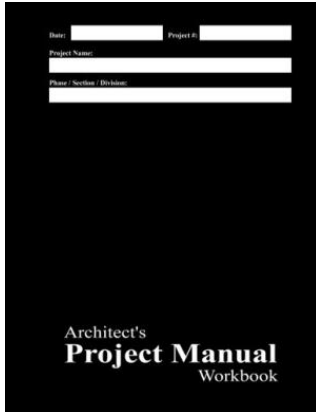 Date: Project #:
Project Name:
Phase / Section / Division:
Architect's
Project Manual
Workbook